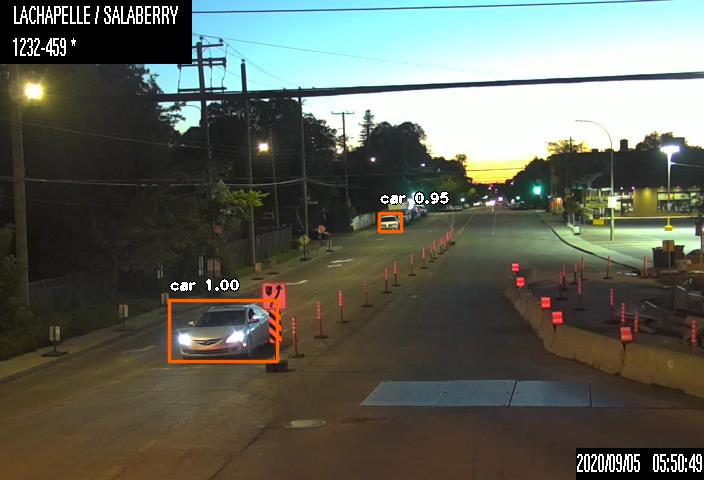 LACHAPELLE / SALABERRY
1232-459 *
car 0.95
car 1.00
2020/09/05 05:50:49